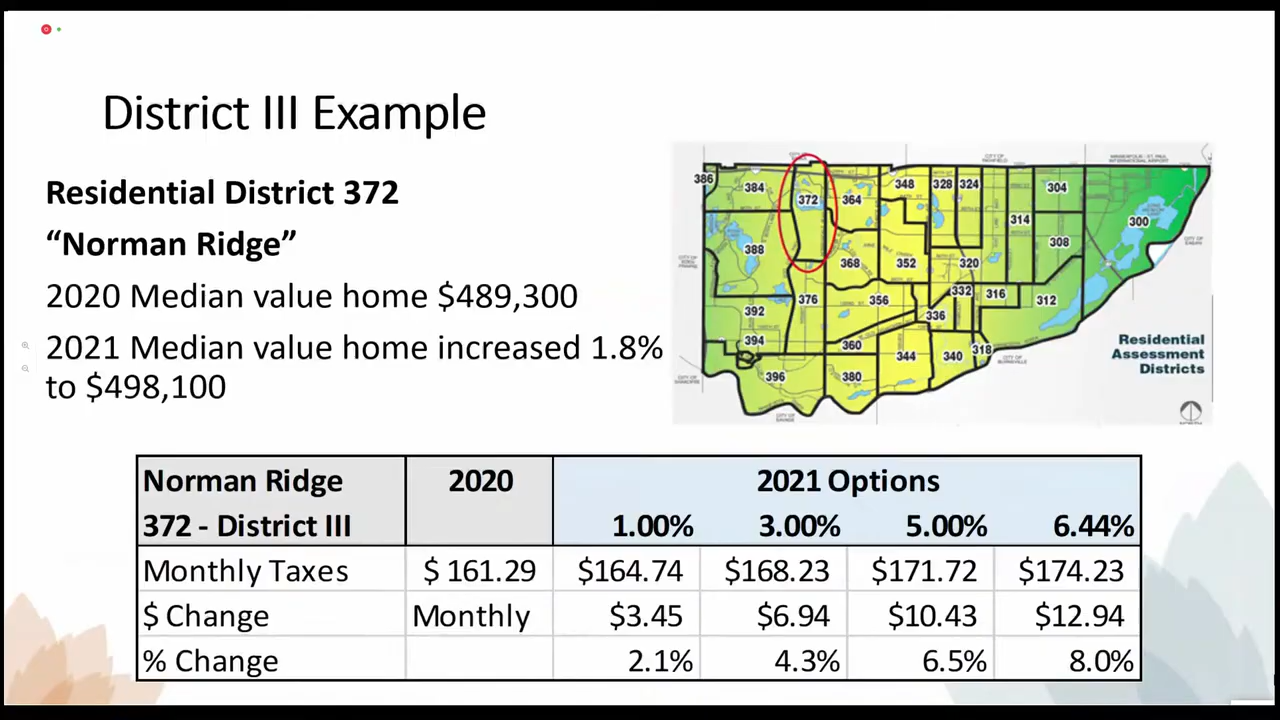 District III Example
Residential District 372
“Norman Ridge”
2020 Median value home $489,300
2021 Median value home increased 1.8%
to $498,100
386
384
372
364
348
328
324
304
314
300
308
388
368
352
320
332
316
312
376
356
336
392
394
360
344
340
318
396
380
Residential
Assessment
Districts
Norman Ridge 2020 2021 Options
372 - District III 1.00% 3.00% 5.00% 6.44%
Monthly Taxes $ 161.29 $164.74 $168.23 $171.72 $174.23
$ Change Monthly $3.45 $6.94 $10.43 $12.94
% Change 2.1% 4.3% 6.5% 8.0%